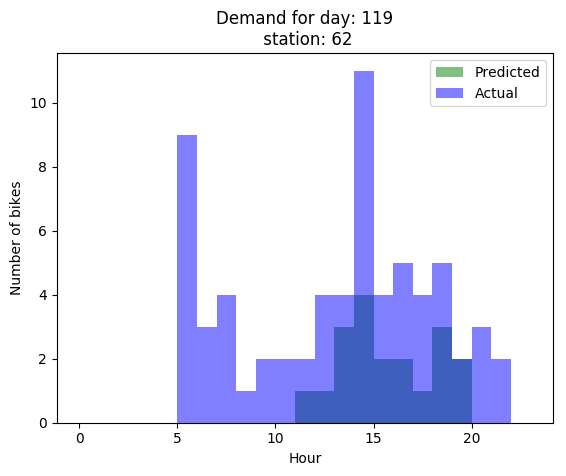 Demand for day: 119
station: 62
Predicted
Actual
Number of bikes
10
8
6
4
2
0
0 5 10 15 20
Hour